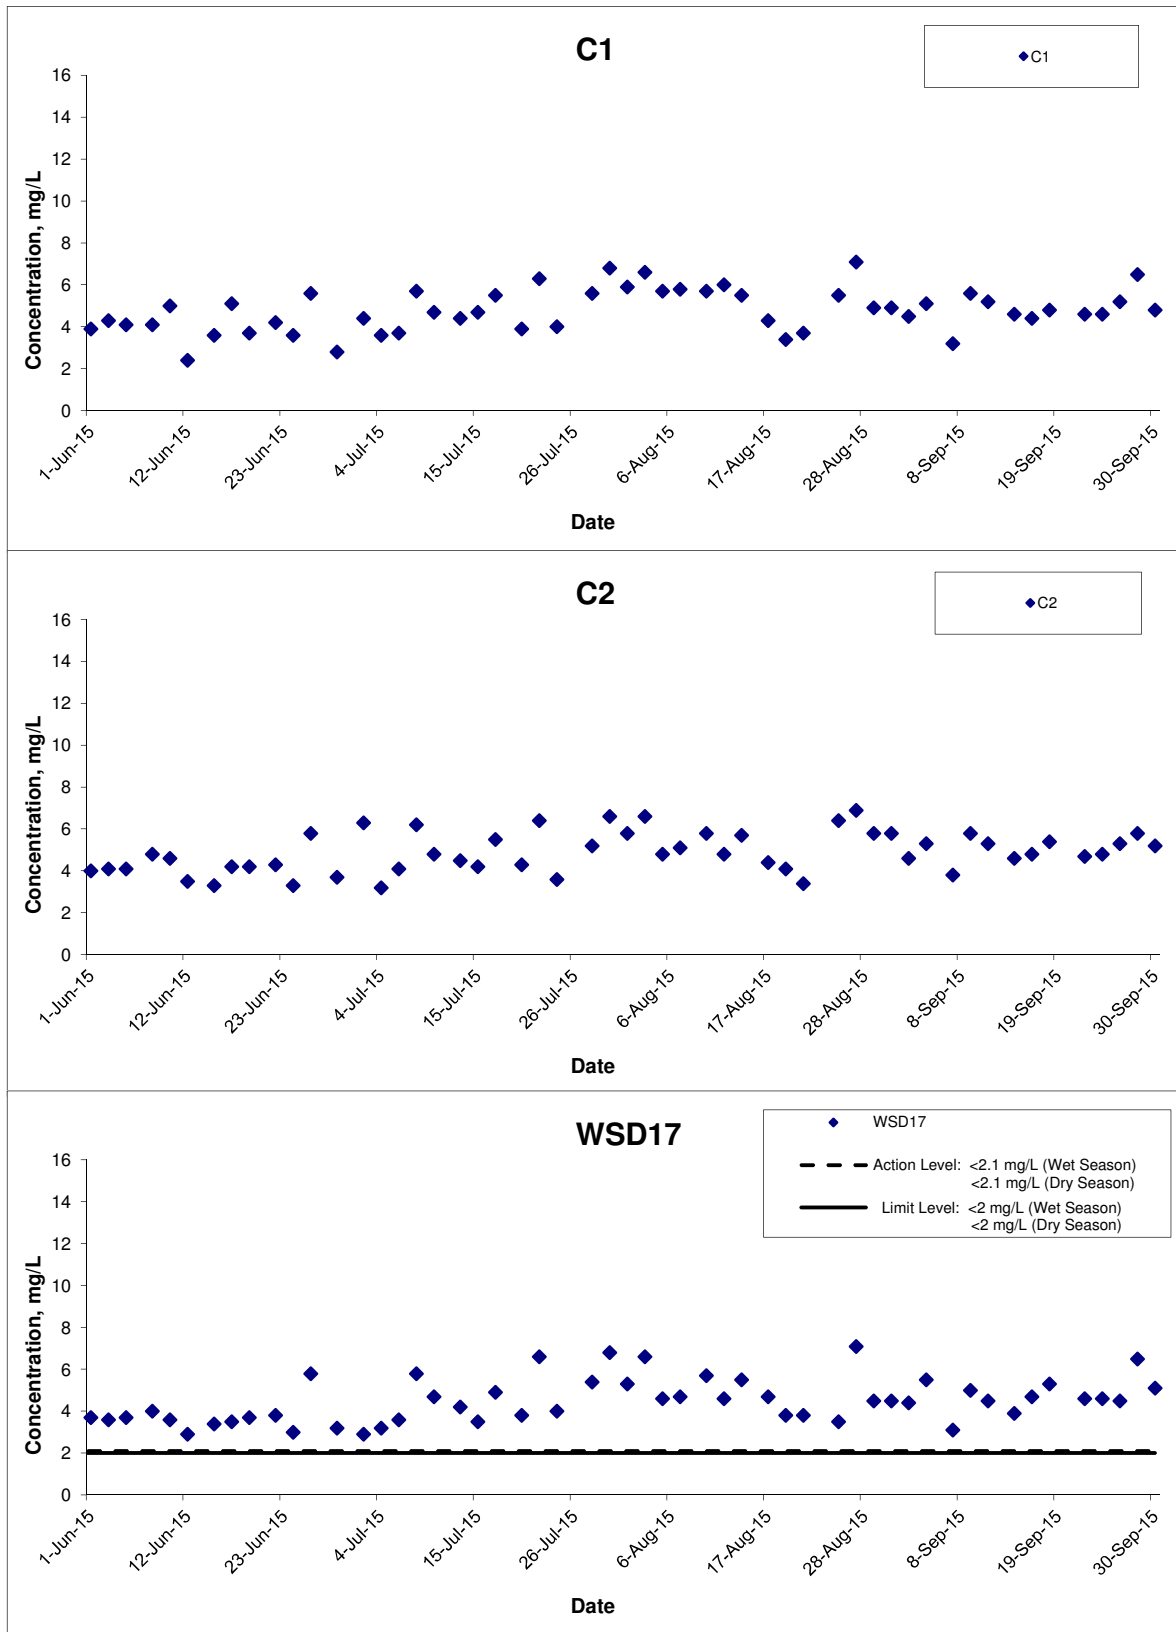 C1
C1
16
14
12
10
8
6
4
2
0
Concentration, mg/L
1-Jun-15
12-Jun-15
23-Jun-15
4-Jul-15
15-Jul-15
26-Jul-15
6-Aug-15
17-Aug-15
28-Aug-15
8-Sep-15
19-Sep-15
30-Sep-15
Date
C2
C2
16
14
12
10
8
6
4
2
0
Concentration, mg/L
1-Jun-15
12-Jun-15
23-Jun-15
4-Jul-15
15-Jul-15
26-Jul-15
6-Aug-15
17-Aug-15
28-Aug-15
8-Sep-15
19-Sep-15
30-Sep-15
Date
WSD17
WSD17
Action Level: <2.1 mg/L (Wet Season)
<2.1 mg/L (Dry Season)
Limit Level: <2 mg/L (Wet Season)
<2 mg/L (Dry Season)
16
14
12
10
8
6
4
2
0
Concentration, mg/L
1-Jun-15
12-Jun-15
23-Jun-15
4-Jul-15
15-Jul-15
26-Jul-15
6-Aug-15
17-Aug-15
28-Aug-15
8-Sep-15
19-Sep-15
30-Sep-15
Date